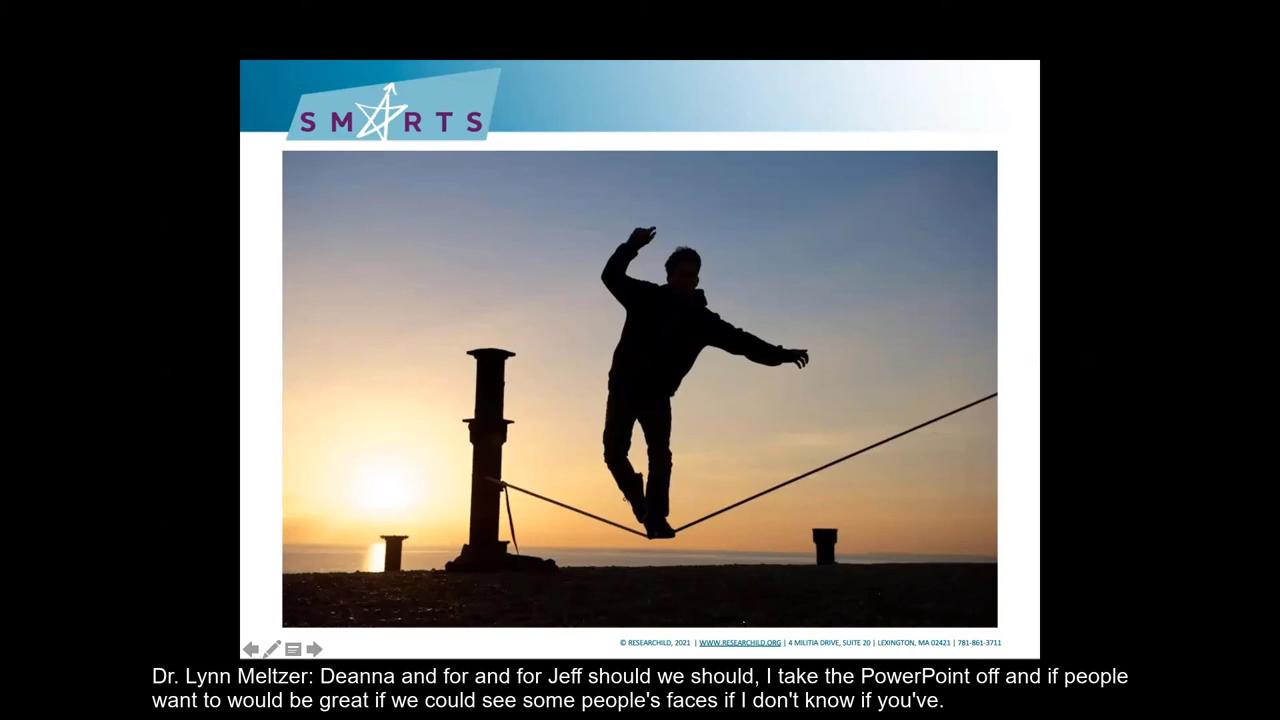 SMARTS
© RESEARCHILD, 2021 | WWW.RESEARCHILD.ORG | 4 MILITIA DRIVE, SUITE 20 | LEXINGTON, MA 02421 | 781-861-3711
Dr. Lynn Meltzer: Deanna and for and for Jeff should we should, I take the PowerPoint off and if people
want to would be great if we could see some people's faces if I don't know if you've.